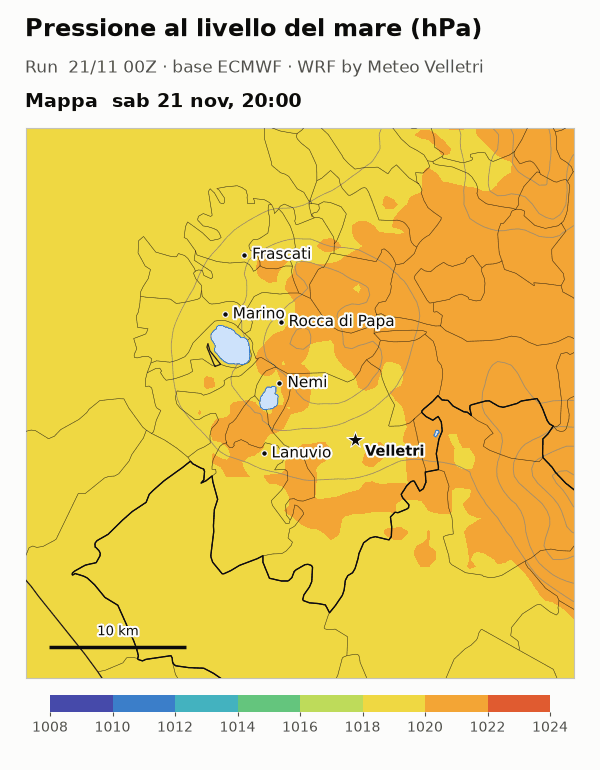 Pressione al livello del mare (hPa)
Run  21/11 00Z · base ECMWF · WRF by Meteo Velletri
Mappa  sab 21 nov, 20:00
Frascati
Marino
Rocca di Papa
Nemi
Velletri
Lanuvio
10 km
1008 1010 1012 1014 1016 1018 1020 1022 1024